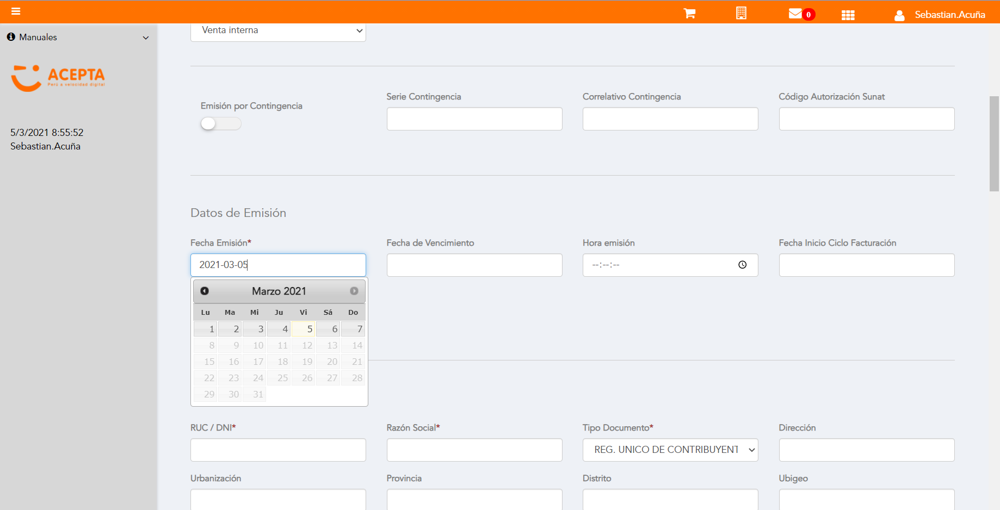 0
Sebastian.Acuña
Manuales
ACEPTA
Perú a velocidad digital
5/3/2021 8:55:52
Sebastian.Acuña
Venta interna
Emisión por Contingencia
Serie Contingencia
Correlativo Contingencia
Código Autorización Sunat
Datos de Emisión
Fecha Emisión*
Fecha de Vencimiento
Hora emisión
Fecha Inicio Ciclo Facturación
2021-03-05
--:--:--
Marzo 2021
Lu Ma Mi Ju Vi Sá Do
1 2 3 4 5 6 7
8 9 10 11 12 13 14
15 16 17 18 19 20 21
22 23 24 25 26 27 28
29 30 31
RUC / DNI*
Razón Social*
Tipo Documento*
Dirección
REG. UNICO DE CONTRIBUYENT
Urbanización
Provincia
Distrito
Ubigeo